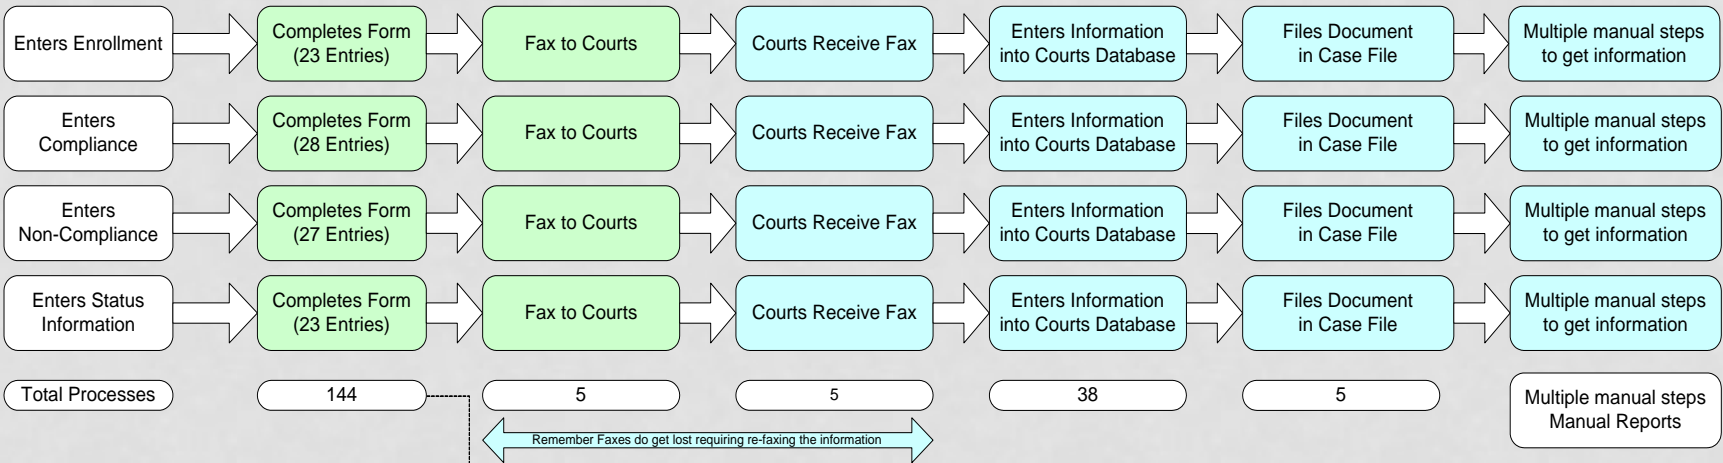 Enters Enrollment
Completes Form
(23 Entries)
Fax to Courts
Courts Receive Fax
Enters Information
into Courts Database
Files Document
in Case File
Multiple manual steps
to get information
Enters
Compliance
Completes Form
(28 Entries)
Fax to Courts
Courts Receive Fax
Enters Information
into Courts Database
Files Document
in Case File
Multiple manual steps
to get information
Enters
Non-Compliance
Completes Form
(27 Entries)
Fax to Courts
Courts Receive Fax
Enters Information
into Courts Database
Files Document
in Case File
Multiple manual steps
to get information
Enters Status
Information
Completes Form
(23 Entries)
Fax to Courts
Courts Receive Fax
Enters Information
into Courts Database
Files Document
in Case File
Multiple manual steps
to get information
Total Processes
144
5
5
38
5
Multiple manual steps
Manual Reports
Remember Faxes do get lost requiring re-faxing the information